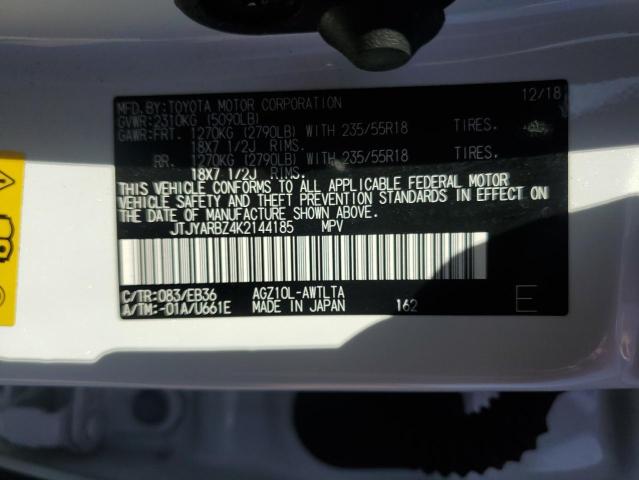 MFD.BY:TOYOTA MOTOR CORPORATION 12/18
GVWR:2310KG (5090LB)
GAWR:FRT. 1270KG (2790LB) WITH 235/55R18 TIRES.
18X7 1/2J RIMS.
RR. 1270KG (2790LB) WITH 235/55R18 TIRES.
18X7 1/2J RIMS.
THIS VEHICLE CONFORMS TO ALL APPLICABLE FEDERAL MOTOR
VEHICLE SAFETY AND THEFT PREVENTION STANDARDS IN EFFECT ON
THE DATE OF MANUFACTURE SHOWN ABOVE.
JTJYARBZ4K2144185 MPV
C/TR:083/EB36 AGZ10L-AWTLTA
A/TM:-01A/U661E MADE IN JAPAN 162 E